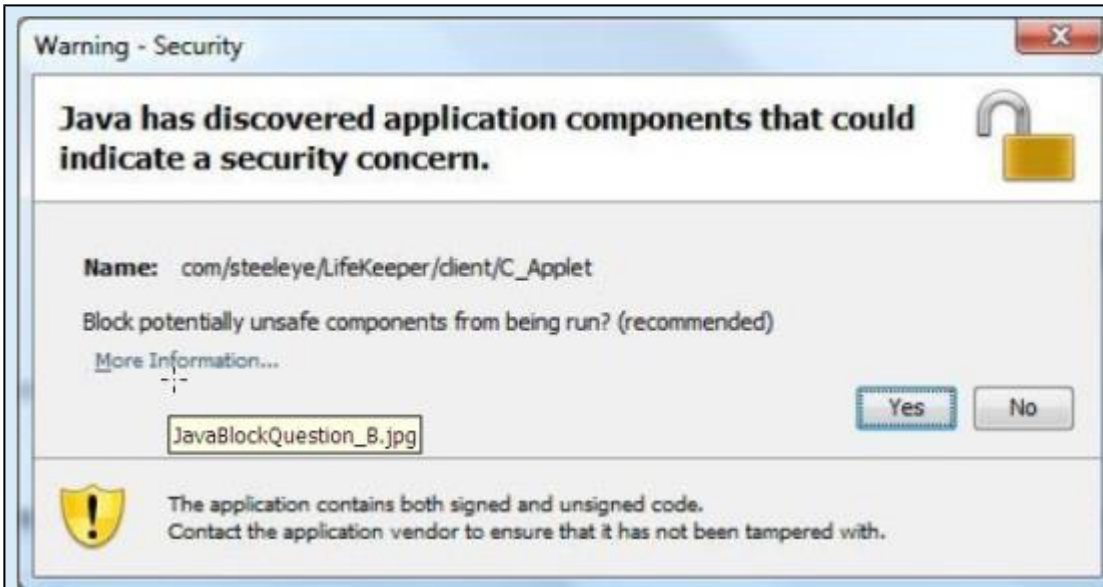 Warning - Security
Java has discovered application components that could
indicate a security concern.
Name: com/steeleye/LifeKeeper/client/C_Applet
Block potentially unsafe components from being run? (recommended)
More Information...
Yes No
JavaBlockQuestion_B.jpg
The application contains both signed and unsigned code.
Contact the application vendor to ensure that it has not been tampered with.